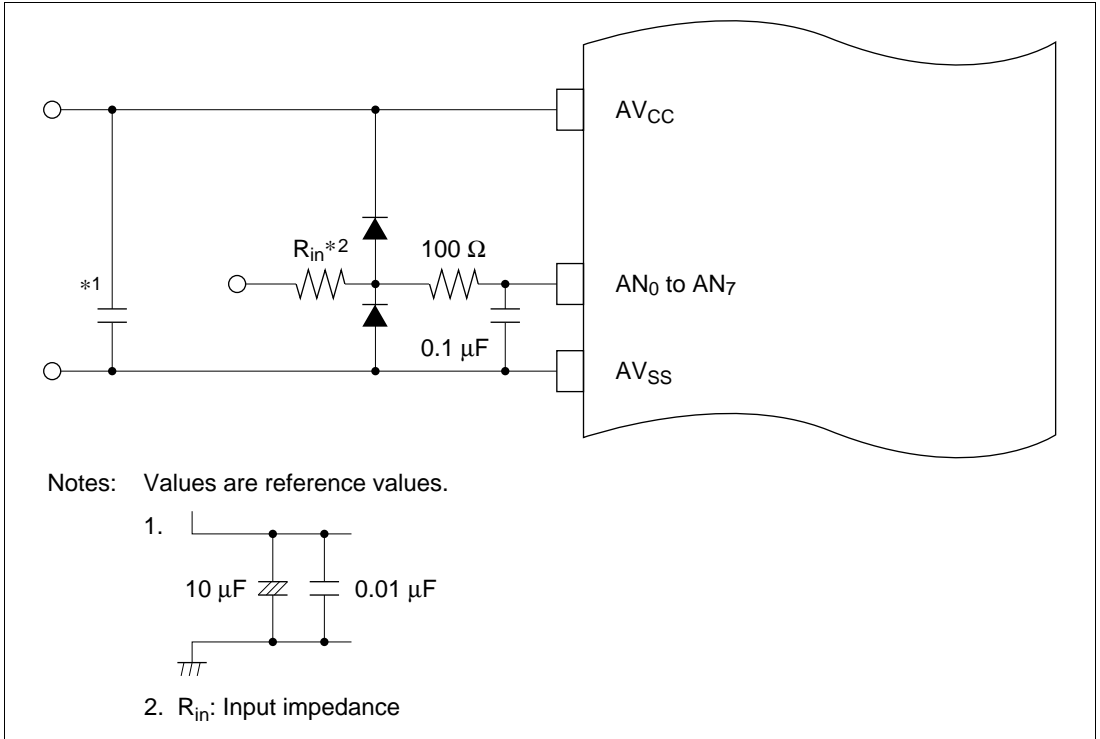 AVCC
Rin*2
100 Ω
*1
AN0 to AN7
0.1 μF
AVSS
Notes: Values are reference values.
1.
10 μF
0.01 μF
2. Rin: Input impedance